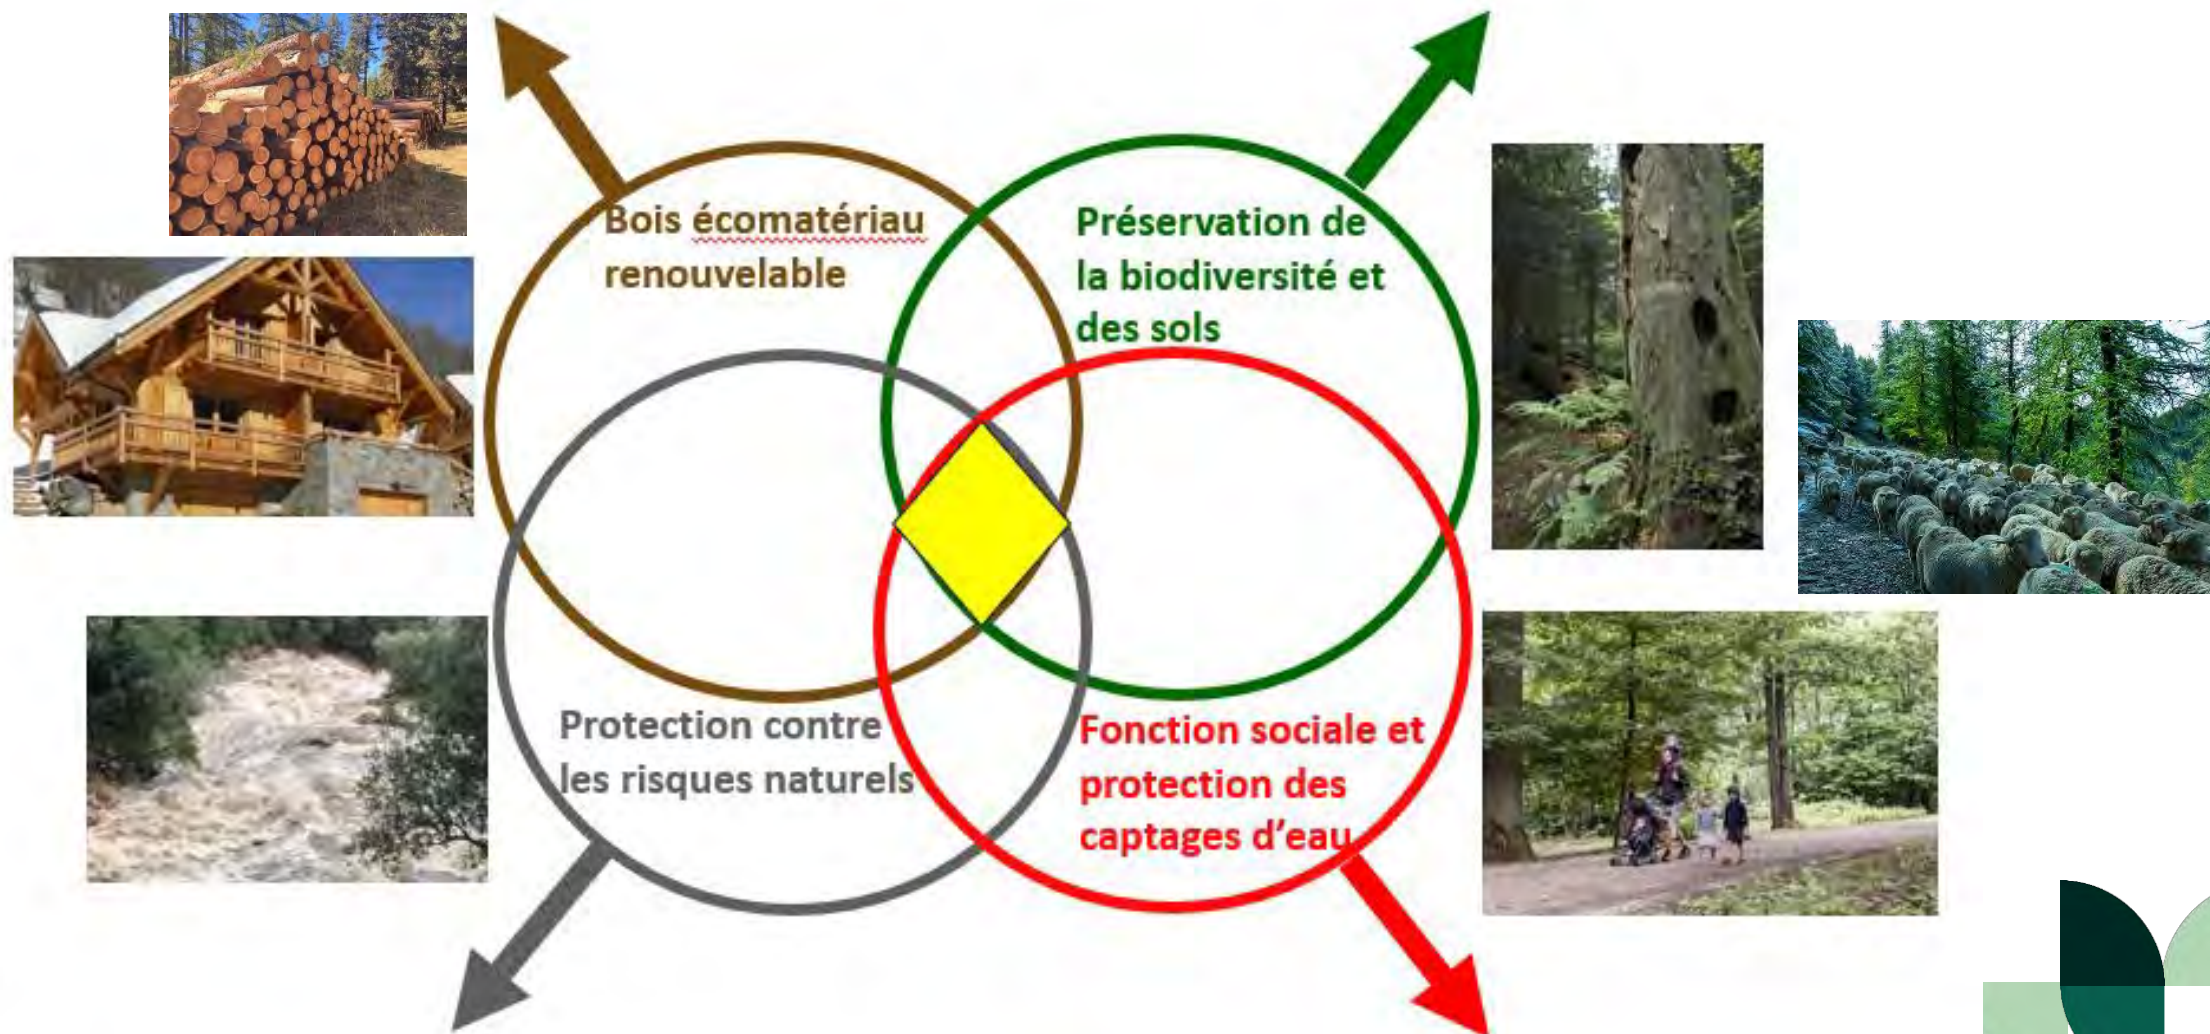 Bois écomatériau
renouvelable
Préservation de
la biodiversité et
des sols
Protection contre
les risques naturels
Fonction sociale et
protection des
captages d'eau